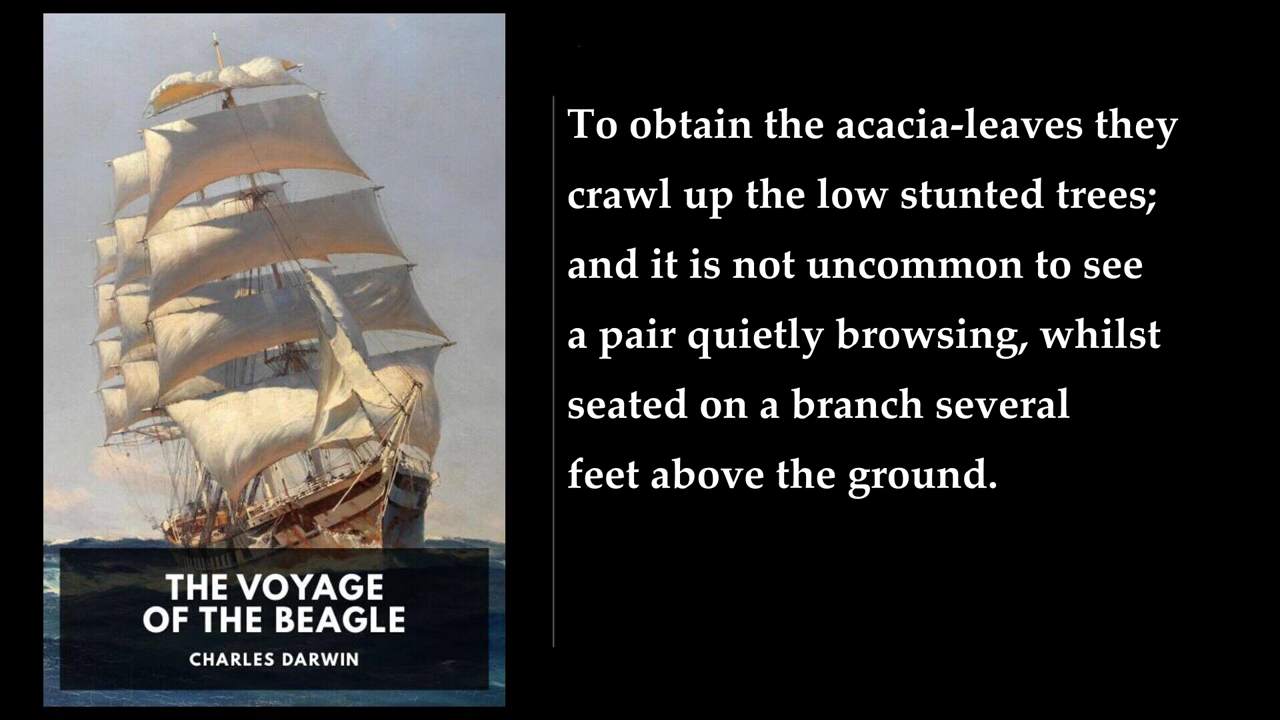 To obtain the acacia-leaves they
crawl up the low stunted trees;
and it is not uncommon to see
a pair quietly browsing, whilst
seated on a branch several
feet above the ground.
THE VOYAGE
OF THE BEAGLE
CHARLES DARWIN